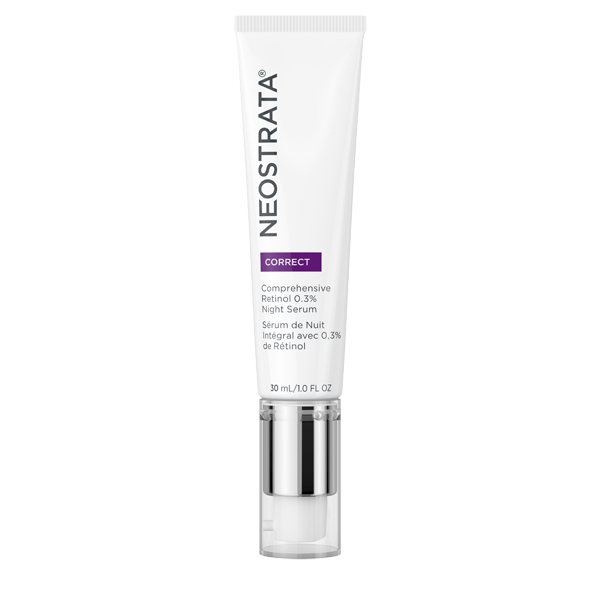 NEOSTRATA®
CORRECT
Comprehensive
Retinol 0.3%
Night Serum
Sérum de Nuit
Intégral avec 0,3%
de Rétinol
30 mL/1.0 FL OZ